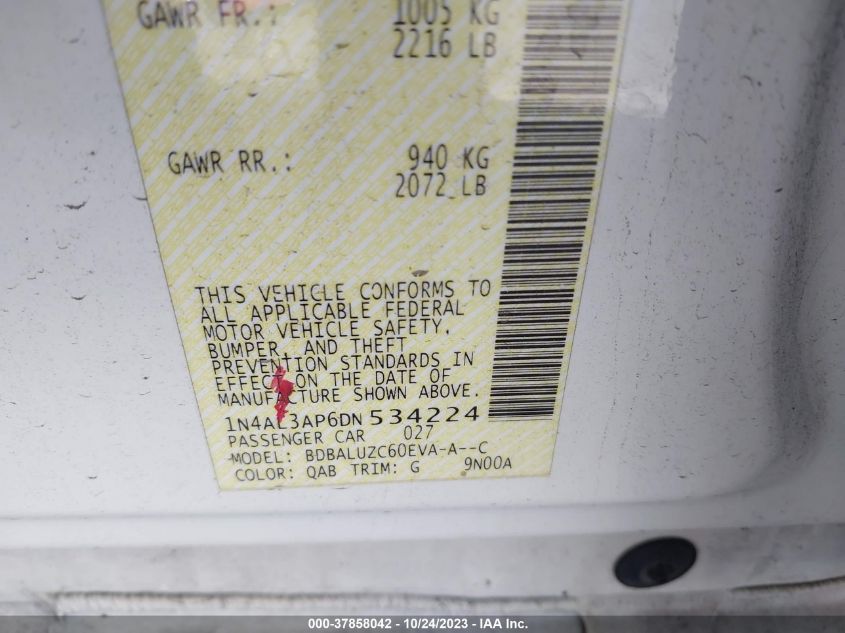 GAWR FR.: 1005 KG
2216 LB
GAWR RR.: 940 KG
2072 LB
THIS VEHICLE CONFORMS TO
ALL APPLICABLE FEDERAL
MOTOR VEHICLE SAFETY,
BUMPER, AND THEFT
PREVENTION STANDARDS IN
EFFECT ON THE DATE OF
MANUFACTURE SHOWN ABOVE.
1N4AL3AP6DN534224
PASSENGER CAR 027
MODEL: BDBALUZC60EVA-A--C
COLOR: QAB TRIM: G 9N00A
000-37858042 - 10/24/2023 - IAA Inc.